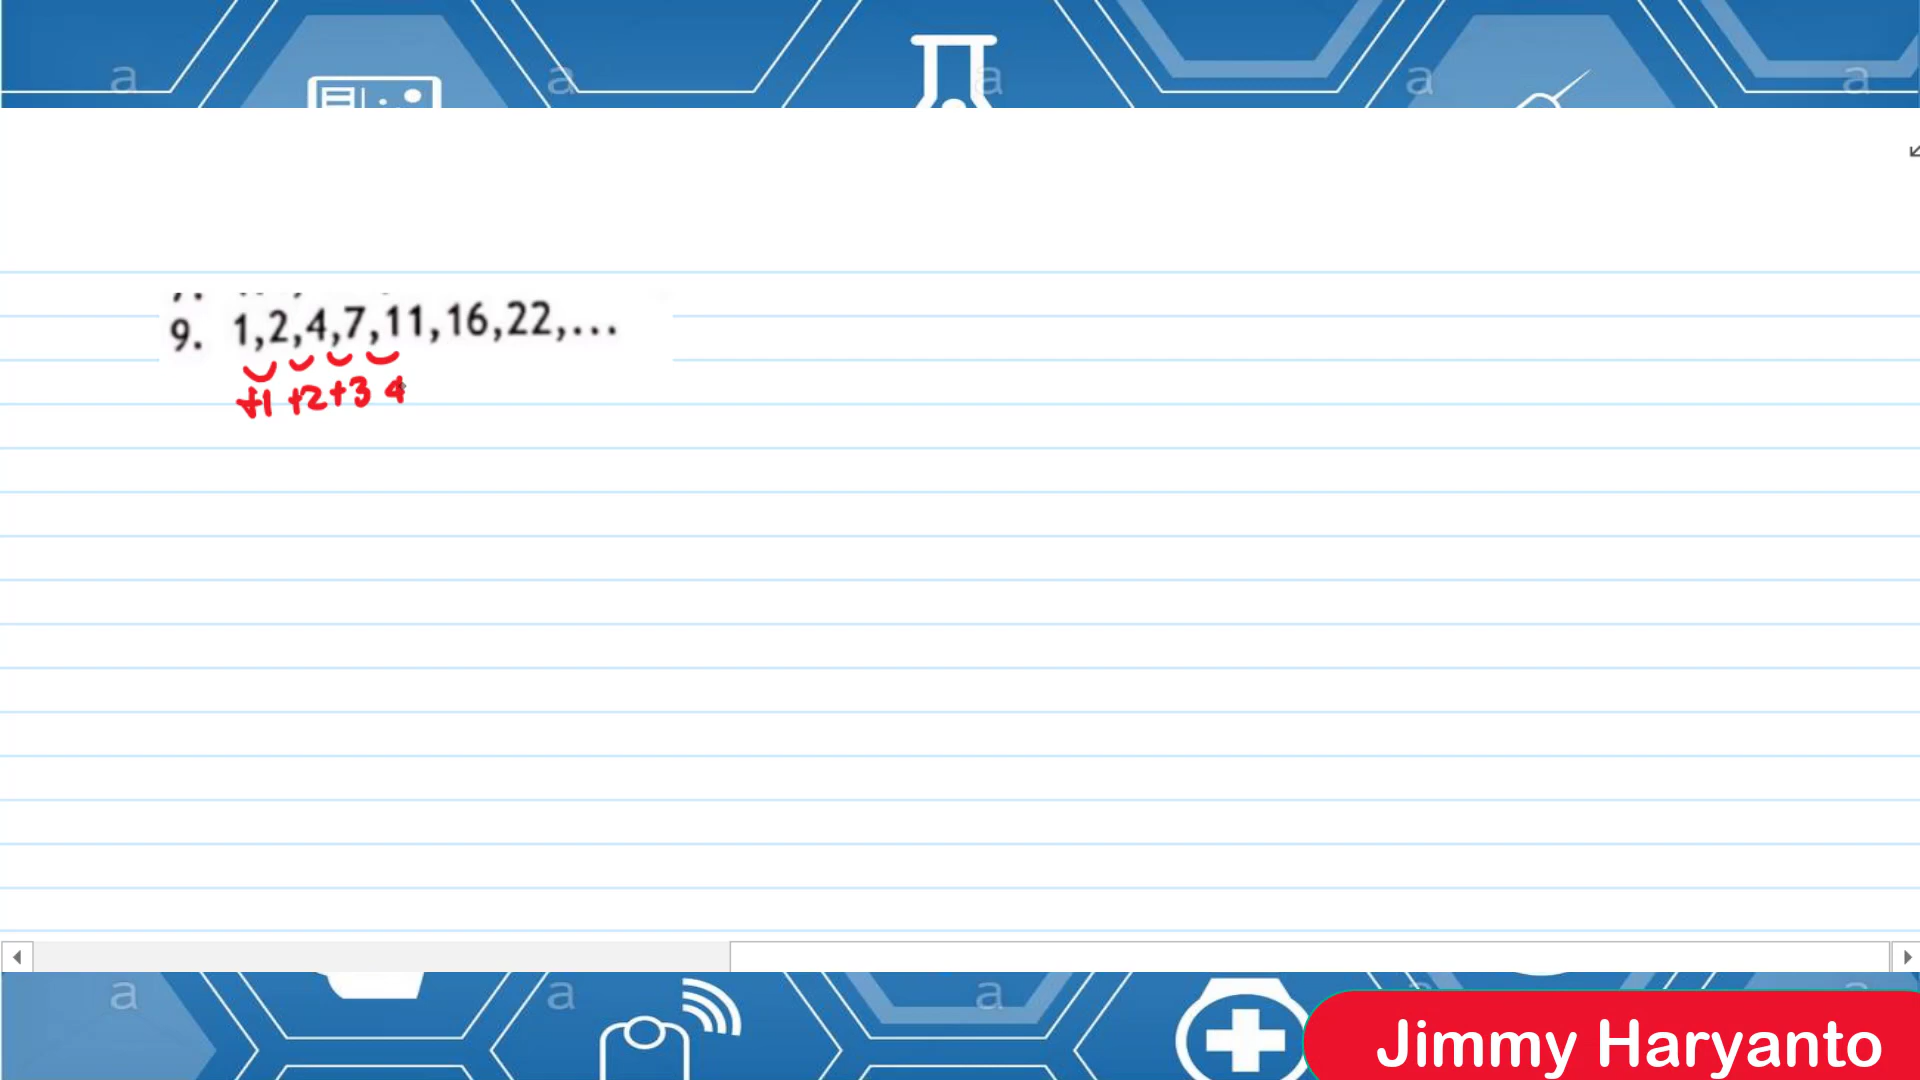 9. 1,2,4,7,11,16,22,...
+1 +2 +3 4
Jimmy Haryanto